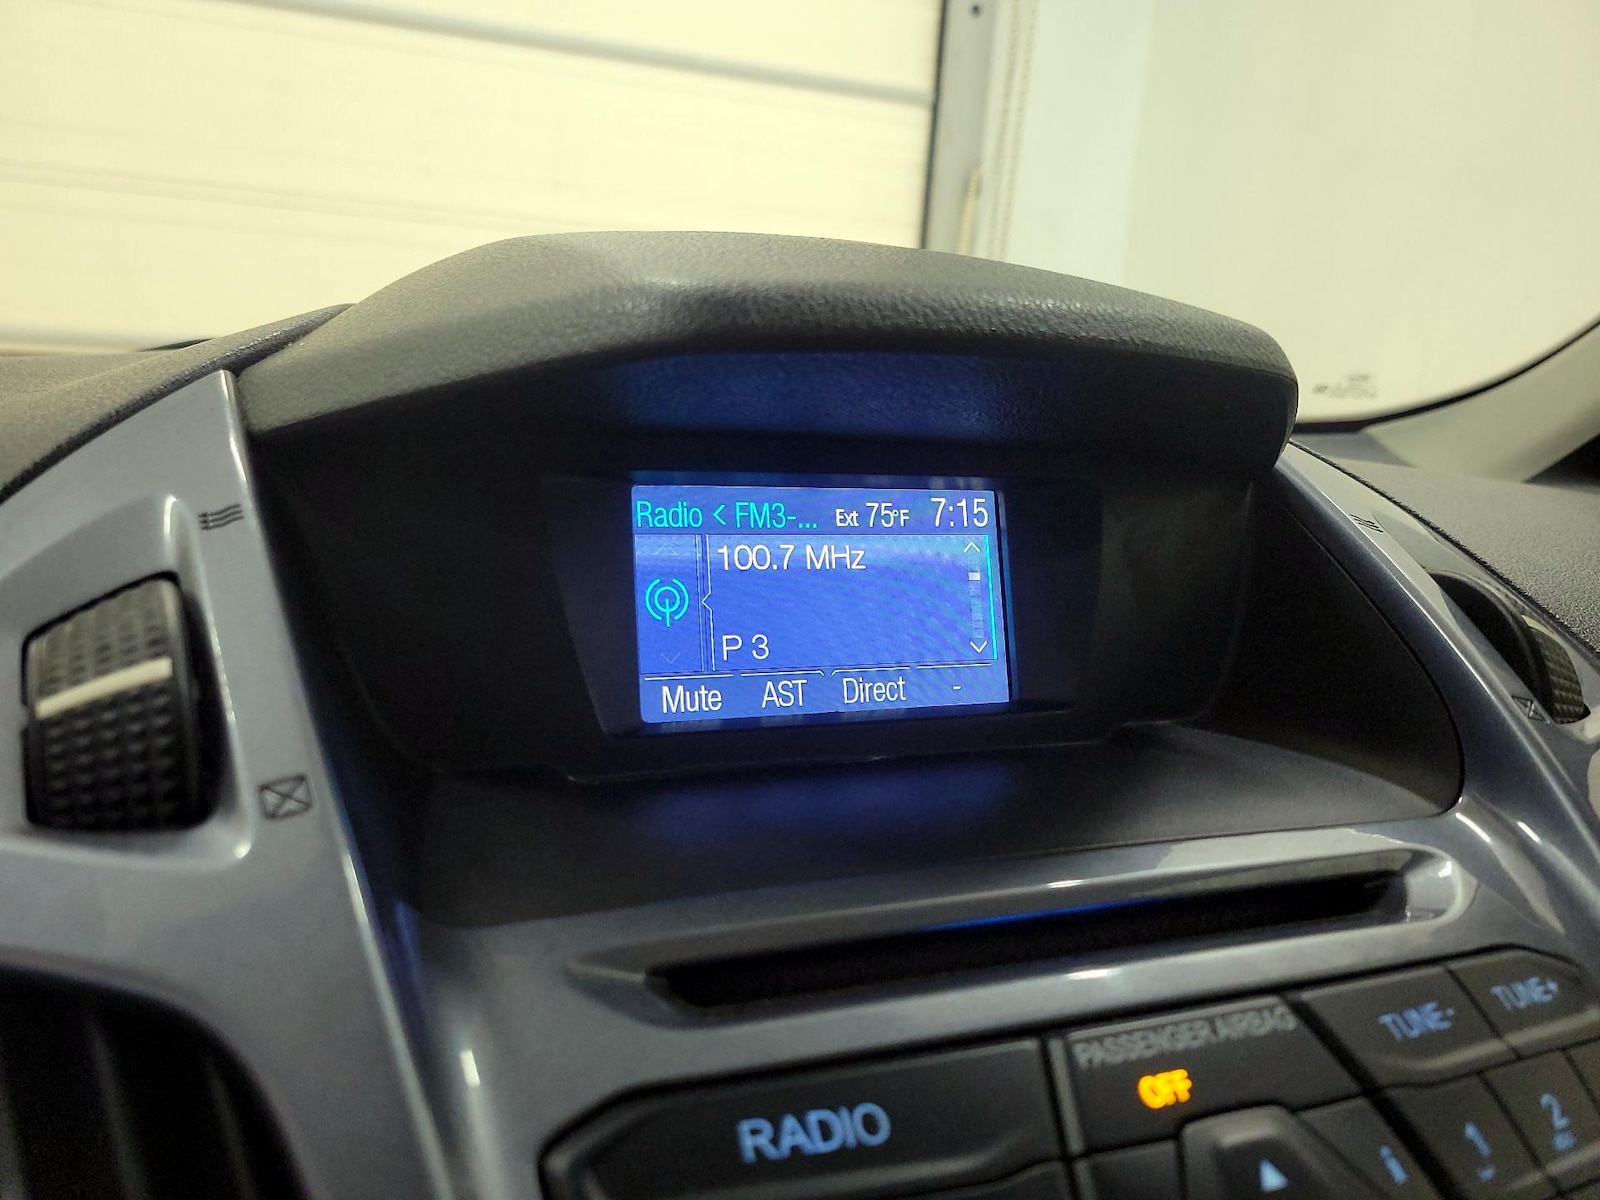 Radio < FM3-... Ext 75°F 7:15
100.7 MHz
P 3
Mute AST Direct -
TUNE- TUNE+
PASSENGER AIRBAG
OFF
RADIO
i 1 2